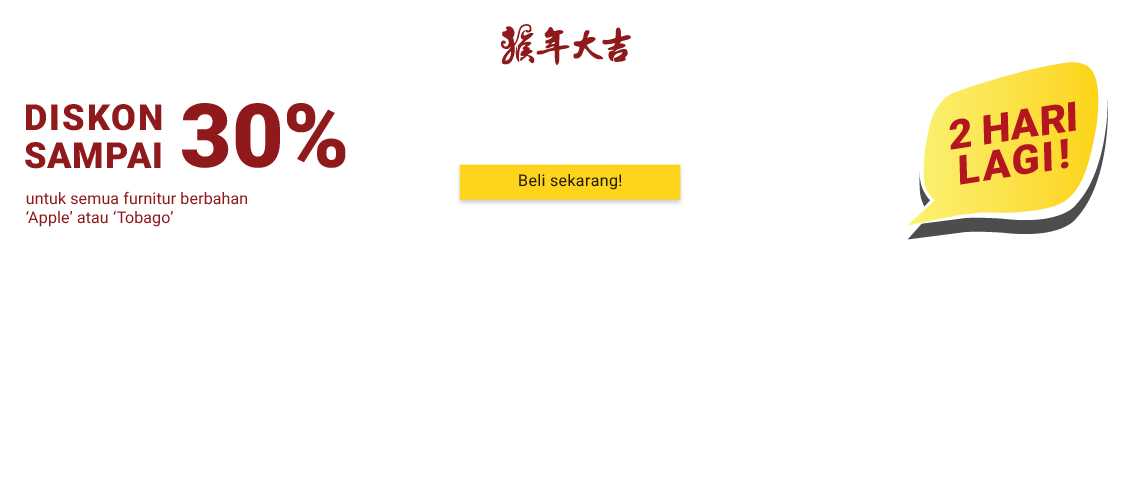 猴年大吉
DISKON
SAMPAI
30%
untuk semua furnitur berbahan
‘Apple’ atau ‘Tobago’
Beli sekarang!
2 HARI
LAGI!